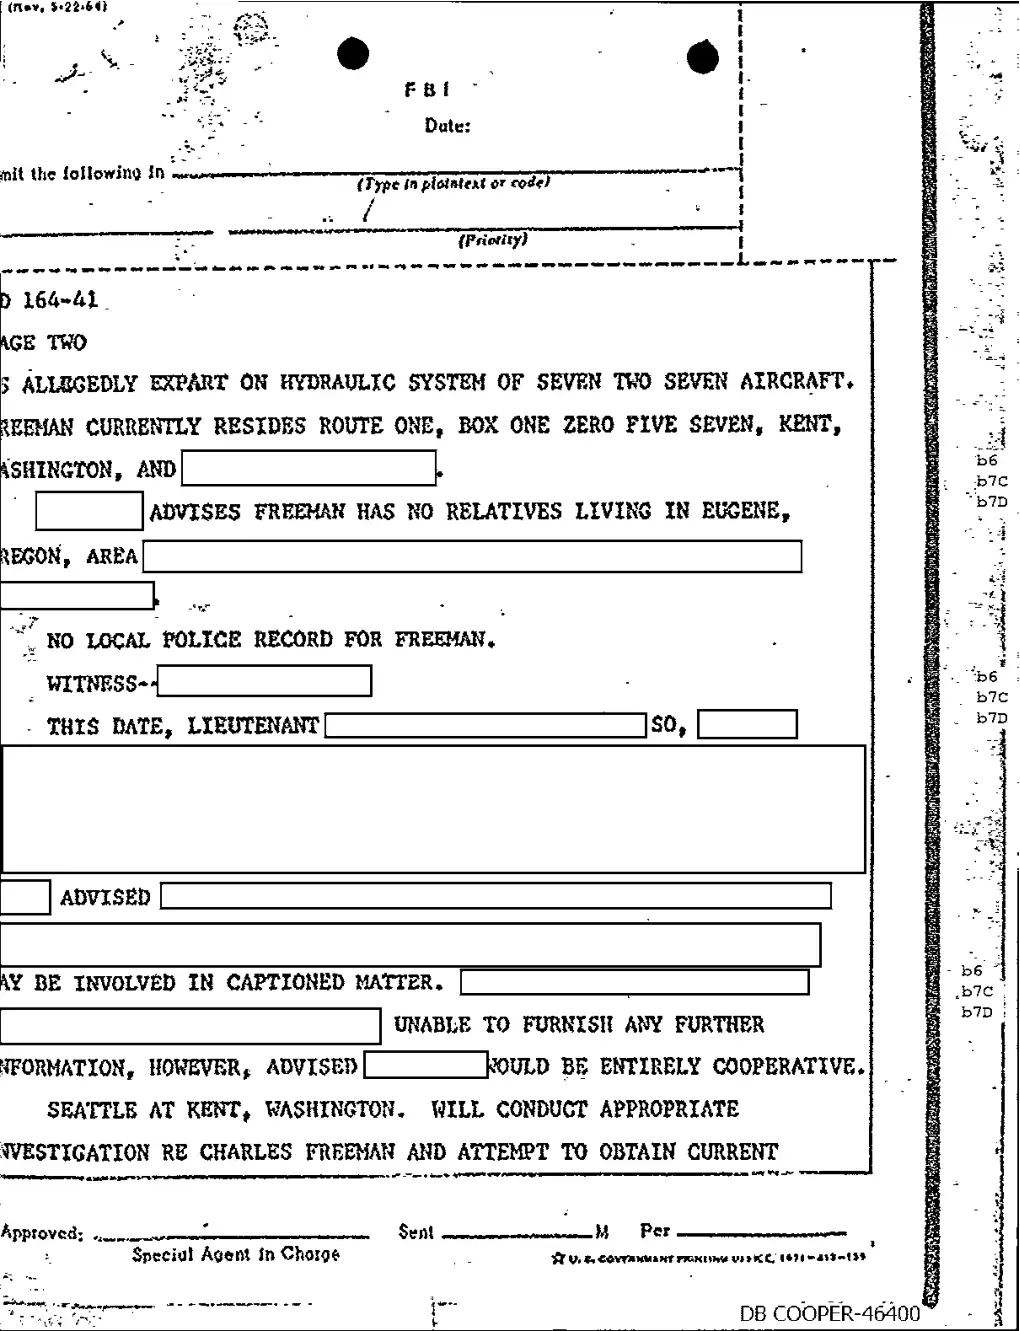 (Rev. 5-22-64)
F B I
Date:
mit the following in
(Type in plaintext or code)
(Priority)
D 164-41
AGE TWO
S ALLEGEDLY EXPART ON HYDRAULIC SYSTEM OF SEVEN TWO SEVEN AIRCRAFT.
REEMAN CURRENTLY RESIDES ROUTE ONE, BOX ONE ZERO FIVE SEVEN, KENT,
ASHINGTON, AND .
b6
b7C
b7D
ADVISES FREEMAN HAS NO RELATIVES LIVING IN EUGENE,
REGON, AREA
.
NO LOCAL POLICE RECORD FOR FREEMAN.
WITNESS--
b6
b7C
b7D
THIS DATE, LIEUTENANT SO,
ADVISED
AY BE INVOLVED IN CAPTIONED MATTER.
b6
b7C
b7D
UNABLE TO FURNISH ANY FURTHER
NFORMATION, HOWEVER, ADVISED WOULD BE ENTIRELY COOPERATIVE.
SEATTLE AT KENT, WASHINGTON. WILL CONDUCT APPROPRIATE
NVESTIGATION RE CHARLES FREEMAN AND ATTEMPT TO OBTAIN CURRENT
Approved: Sent M Per
Special Agent in Charge
U. S. GOVERNMENT PRINTING OFFICE
DB COOPER-46400